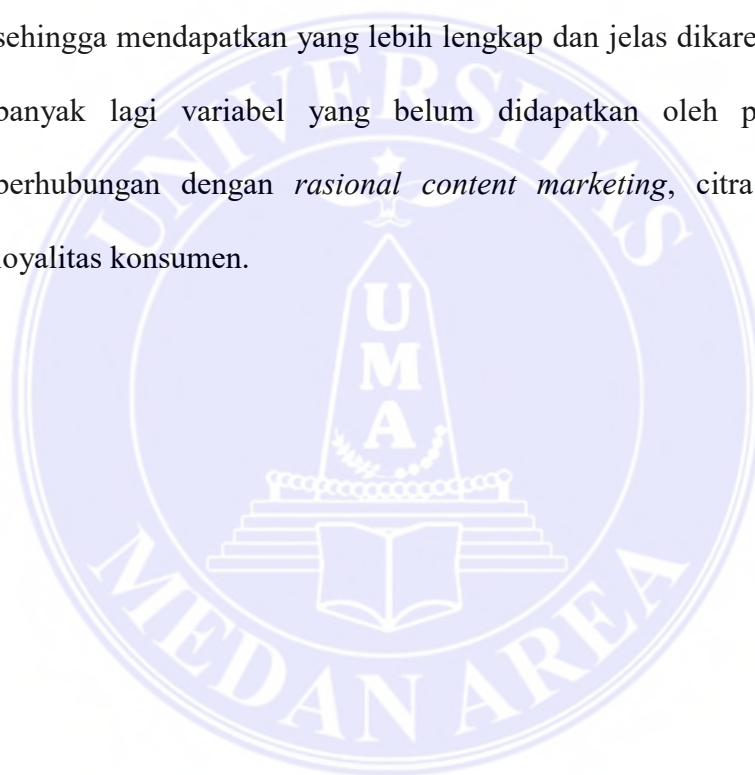 sehingga mendapatkan yang lebih lengkap dan jelas dikare
banyak lagi variabel yang belum didapatkan oleh p
berhubungan dengan rasional content marketing, citra
loyalitas konsumen.
UNIVERSITAS
U
M
A
MEDAN AREA